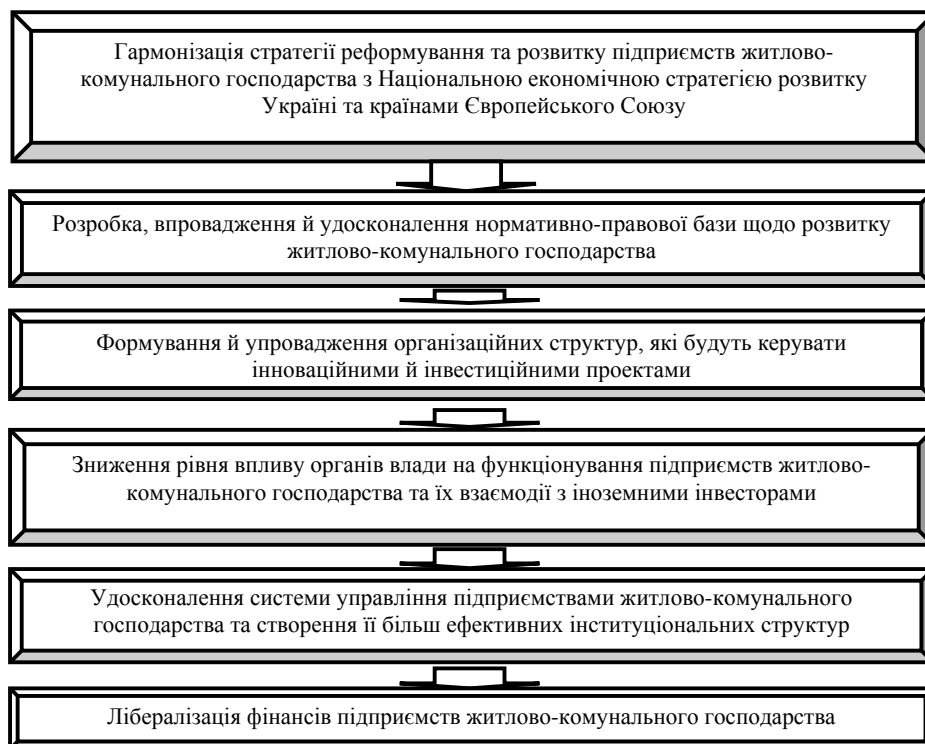 Гармонізація стратегії реформування та розвитку підприємств житлово-
комунального господарства з Національною економічною стратегією розвитку
Україні та країнами Європейського Союзу
Розробка, впровадження й удосконалення нормативно-правової бази щодо розвитку
житлово-комунального господарства
Формування й упровадження організаційних структур, які будуть керувати
інноваційними й інвестиційними проектами
Зниження рівня впливу органів влади на функціонування підприємств житлово-
комунального господарства та їх взаємодії з іноземними інвесторами
Удосконалення системи управління підприємствами житлово-комунального
господарства та створення її більш ефективних інституціональних структур
Лібералізація фінансів підприємств житлово-комунального господарства